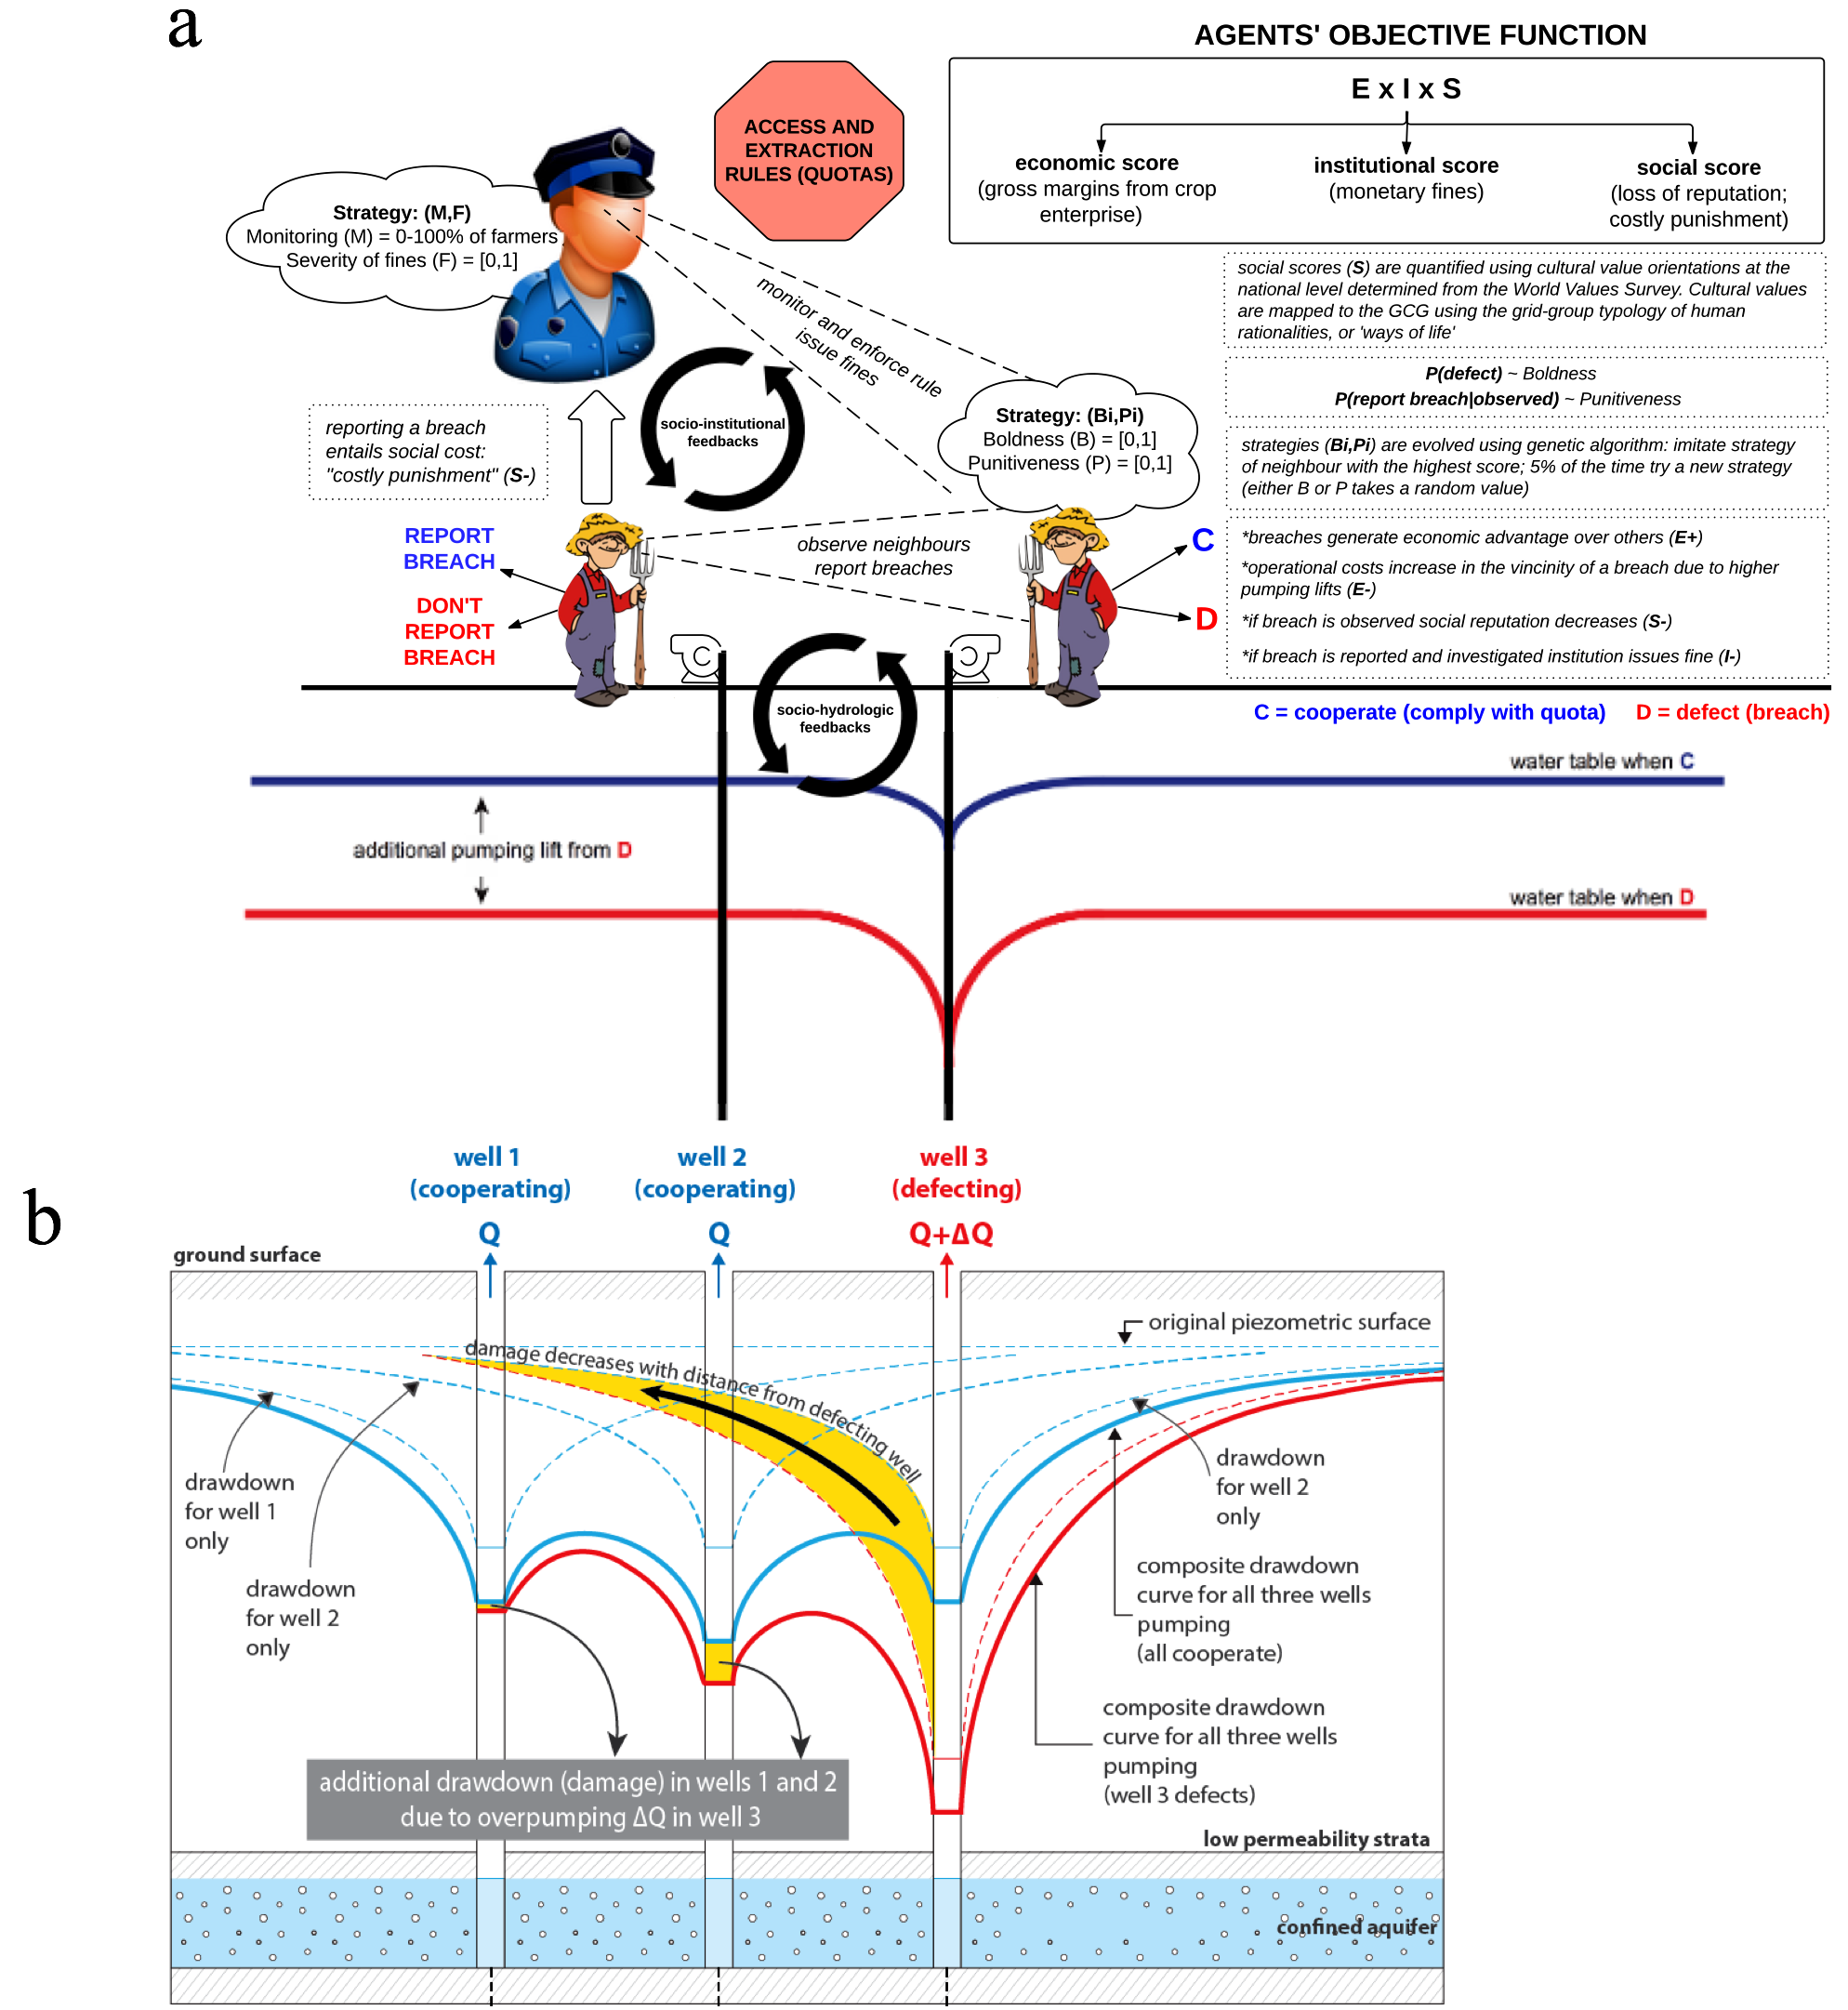 a
AGENTS' OBJECTIVE FUNCTION
E x I x S
economic score
(gross margins from crop
enterprise)
institutional score
(monetary fines)
social score
(loss of reputation;
costly punishment)
ACCESS AND
EXTRACTION
RULES (QUOTAS)
Strategy: (M,F)
Monitoring (M) = 0-100% of farmers
Severity of fines (F) = [0,1]
monitor and enforce rule
issue fines
social scores (S) are quantified using cultural value orientations at the
national level determined from the World Values Survey. Cultural values
are mapped to the GCG using the grid-group typology of human
rationalities, or 'ways of life'
P(defect) ~ Boldness
P(report breach|observed) ~ Punitiveness
strategies (Bi,Pi) are evolved using genetic algorithm: imitate strategy
of neighbour with the highest score; 5% of the time try a new strategy
(either B or P takes a random value)
*breaches generate economic advantage over others (E+)
*operational costs increase in the vincinity of a breach due to higher
pumping lifts (E-)
*if breach is observed social reputation decreases (S-)
*if breach is reported and investigated institution issues fine (I-)
reporting a breach
entails social cost:
"costly punishment" (S-)
socio-institutional
feedbacks
Strategy: (Bi,Pi)
Boldness (B) = [0,1]
Punitiveness (P) = [0,1]
REPORT
BREACH
DON'T
REPORT
BREACH
observe neighbours
report breaches
C
D
socio-hydrologic
feedbacks
C = cooperate (comply with quota) D = defect (breach)
water table when C
additional pumping lift from D
water table when D
b
well 1
(cooperating)
Q
well 2
(cooperating)
Q
well 3
(defecting)
Q+ΔQ
ground surface
original piezometric surface
damage decreases with distance from defecting well
drawdown
for well 1
only
drawdown
for well 2
only
drawdown
for well 2
only
composite drawdown
curve for all three wells
pumping
(all cooperate)
composite drawdown
curve for all three wells
pumping
(well 3 defects)
additional drawdown (damage) in wells 1 and 2
due to overpumping ΔQ in well 3
low permeability strata
confined aquifer